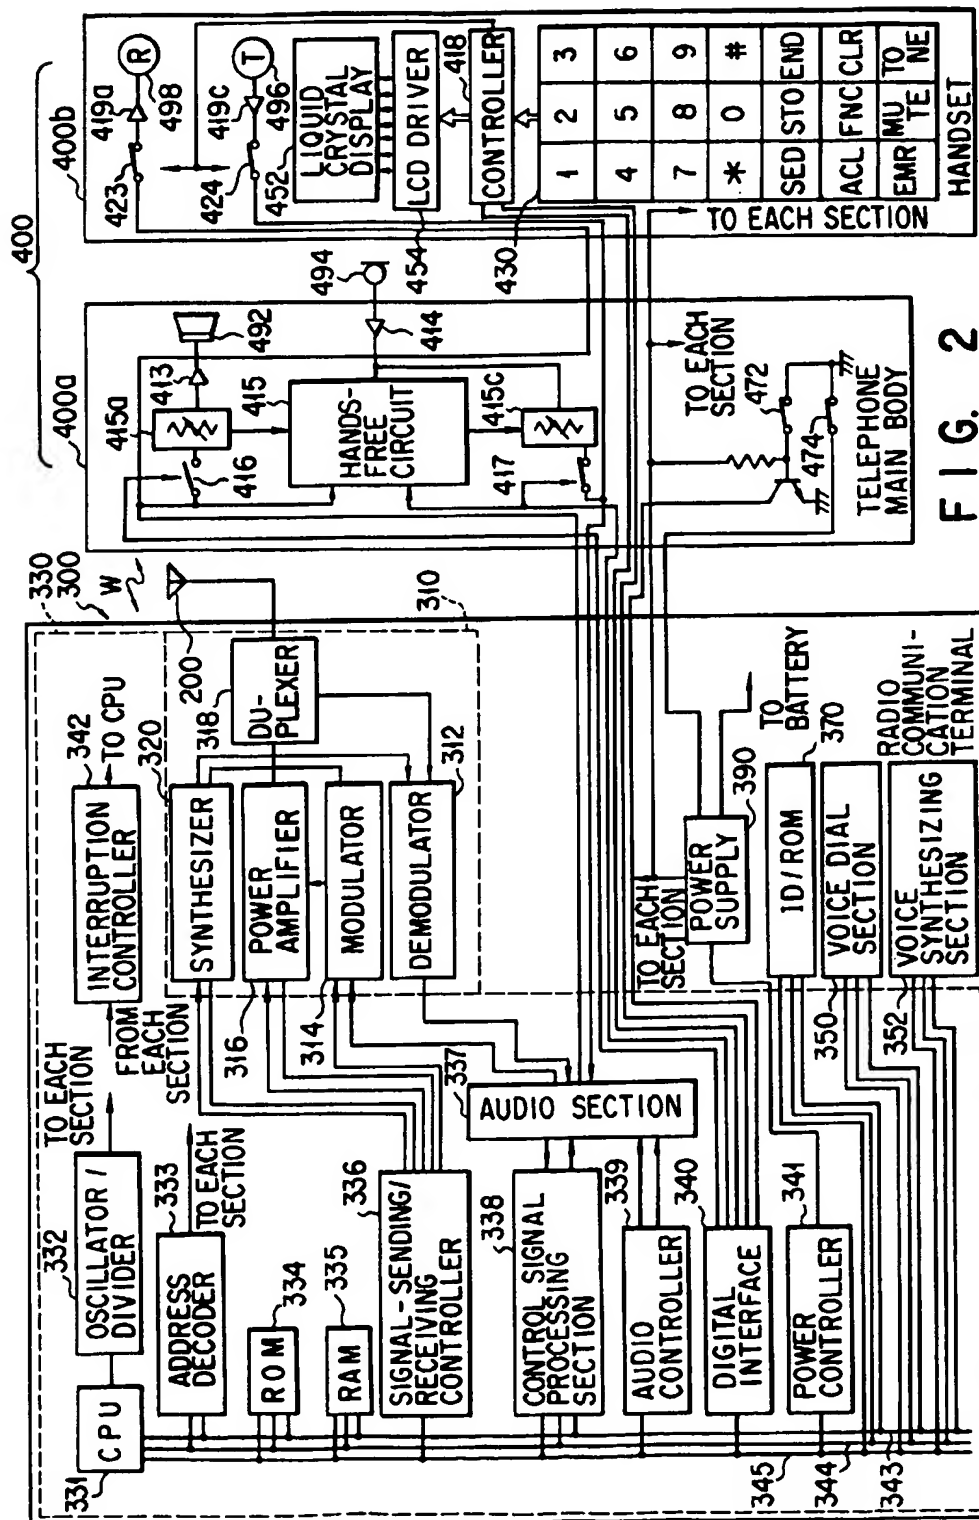 400
400a
400b
330
300
W
310
320
342
TO CPU
INTERRUPTION
CONTROLLER
FROM
EACH
SECTION
TO EACH
SECTION
332
OSCILLATOR/
DIVIDER
CPU
331
333
ADDRESS
DECODER
TO EACH
SECTION
ROM
334
RAM
335
336
SIGNAL-SENDING/
RECEIVING
CONTROLLER
338
CONTROL SIGNAL
PROCESSING
SECTION
339
AUDIO
CONTROLLER
340
DIGITAL
INTERFACE
341
POWER
CONTROLLER
345
344
343
337
AUDIO SECTION
SYNTHESIZER
316
POWER
AMPLIFIER
314
MODULATOR
DEMODULATOR
312
318
DU-
PLEXER
200
TO EACH
SECTION
POWER
SUPPLY
390
TO
BATTERY
ID/ROM
370
VOICE DIAL
SECTION
350
VOICE
SYNTHESIZING
SECTION
352
RADIO
COMMUNI-
CATION
TERMINAL
415a
413
492
416
415
HANDS-
FREE
CIRCUIT
415c
417
494
414
TO EACH
SECTION
472
474
TELEPHONE
MAIN BODY
423
419a
R
498
424
419c
T
496
452
LIQUID
CRYSTAL
DISPLAY
LCD DRIVER
454
418
CONTROLLER
430
1 2 3
4 5 6
7 8 9
* 0 #
SED STO END
ACL FNC CLR
EMR MU TE TO NE
TO EACH SECTION
HANDSET
FIG. 2